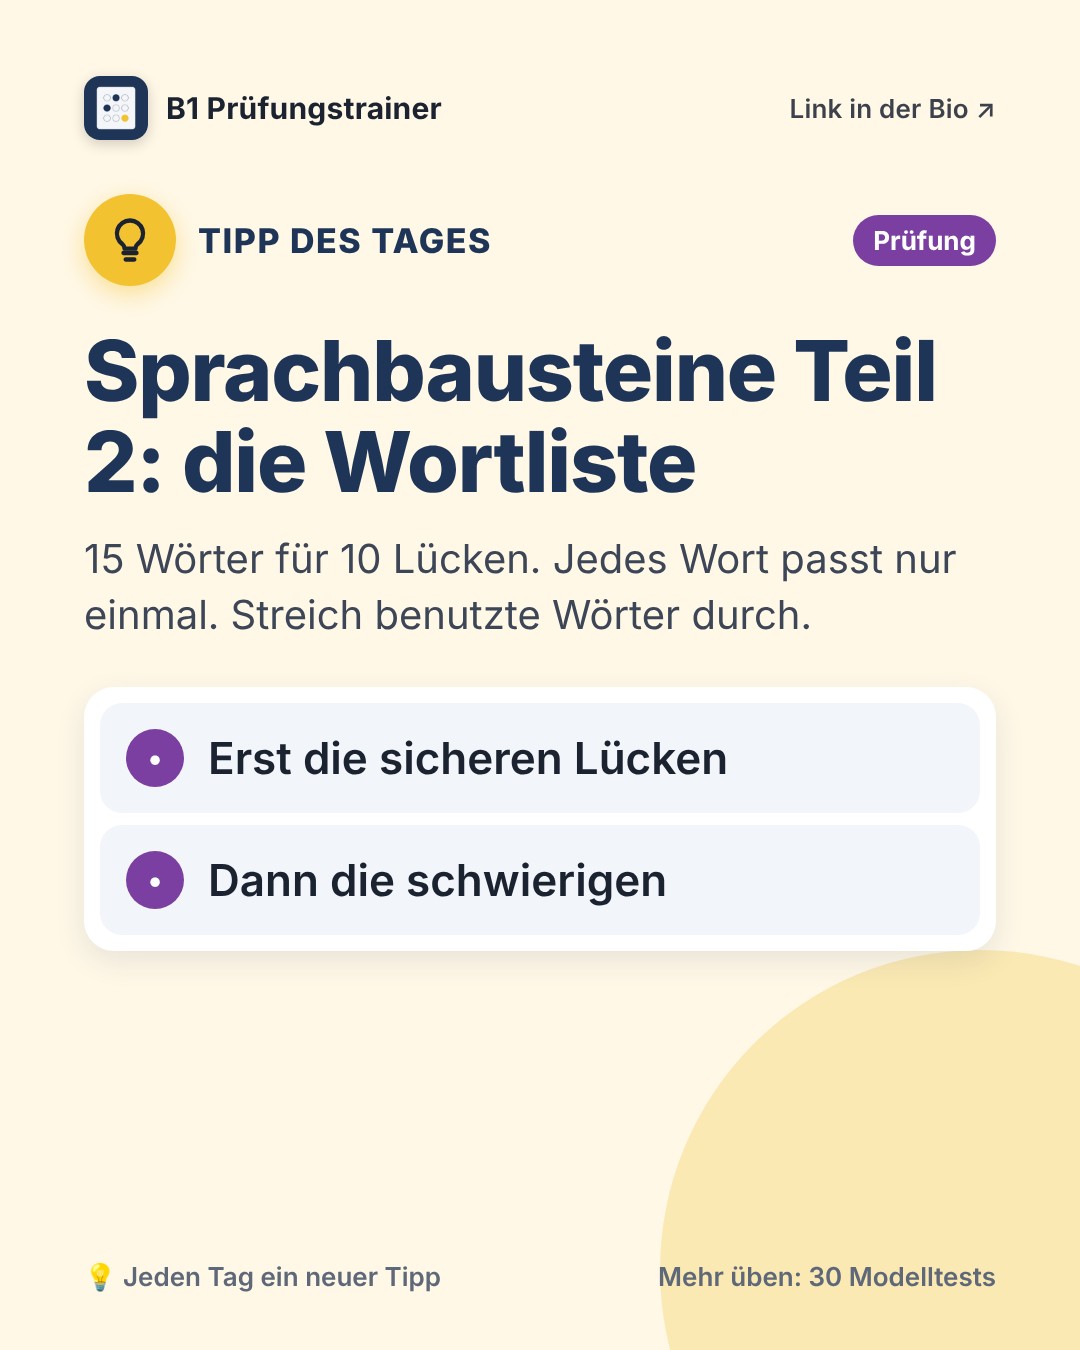 B1 Prüfungstrainer
Link in der Bio ↗
TIPP DES TAGES
Prüfung
Sprachbausteine Teil
2: die Wortliste
15 Wörter für 10 Lücken. Jedes Wort passt nur
einmal. Streich benutzte Wörter durch.
• Erst die sicheren Lücken
• Dann die schwierigen
💡 Jeden Tag ein neuer Tipp
Mehr üben: 30 Modelltests